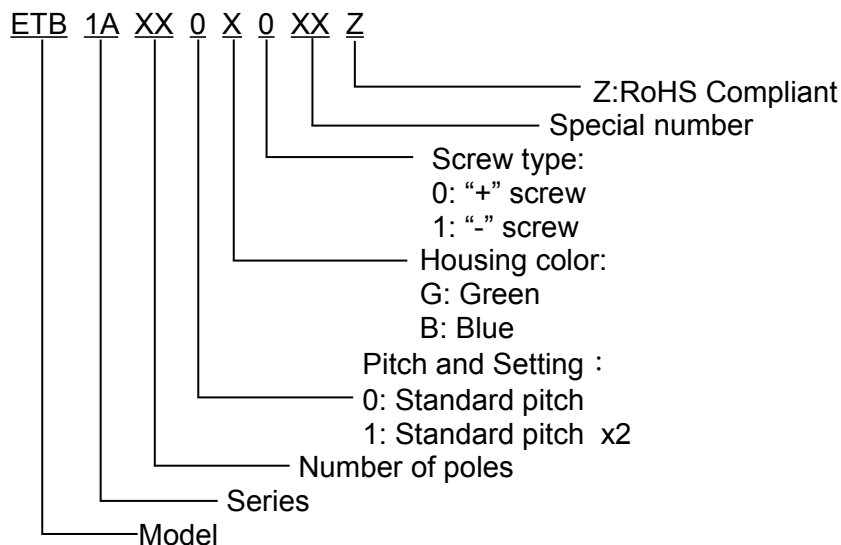 ETB 1A XX 0 X 0 XX Z
Z:RoHS Compliant
Special number
Screw type:
0: “+” screw
1: “-” screw
Housing color:
G: Green
B: Blue
Pitch and Setting：
0: Standard pitch
1: Standard pitch x2
Number of poles
Series
Model